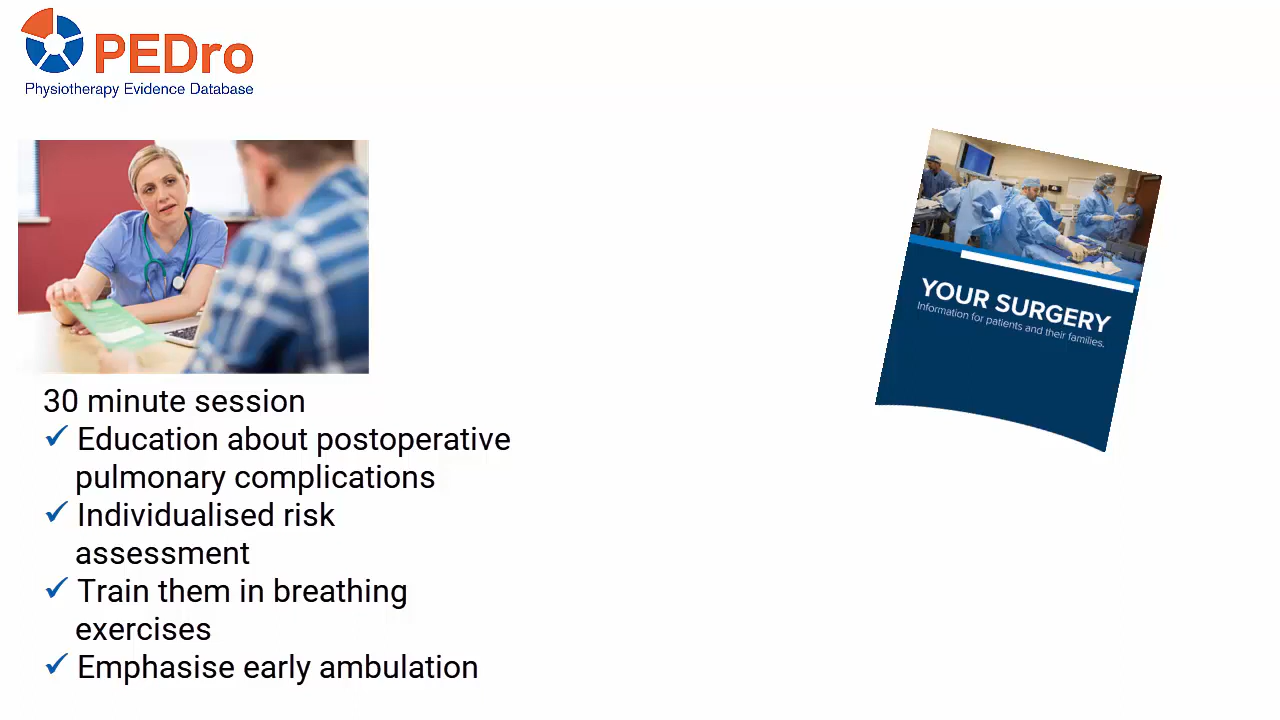 PEDro
Physiotherapy Evidence Database
YOUR SURGERY
Information for patients and their families.
30 minute session
✓ Education about postoperative
pulmonary complications
✓ Individualised risk
assessment
✓ Train them in breathing
exercises
✓ Emphasise early ambulation